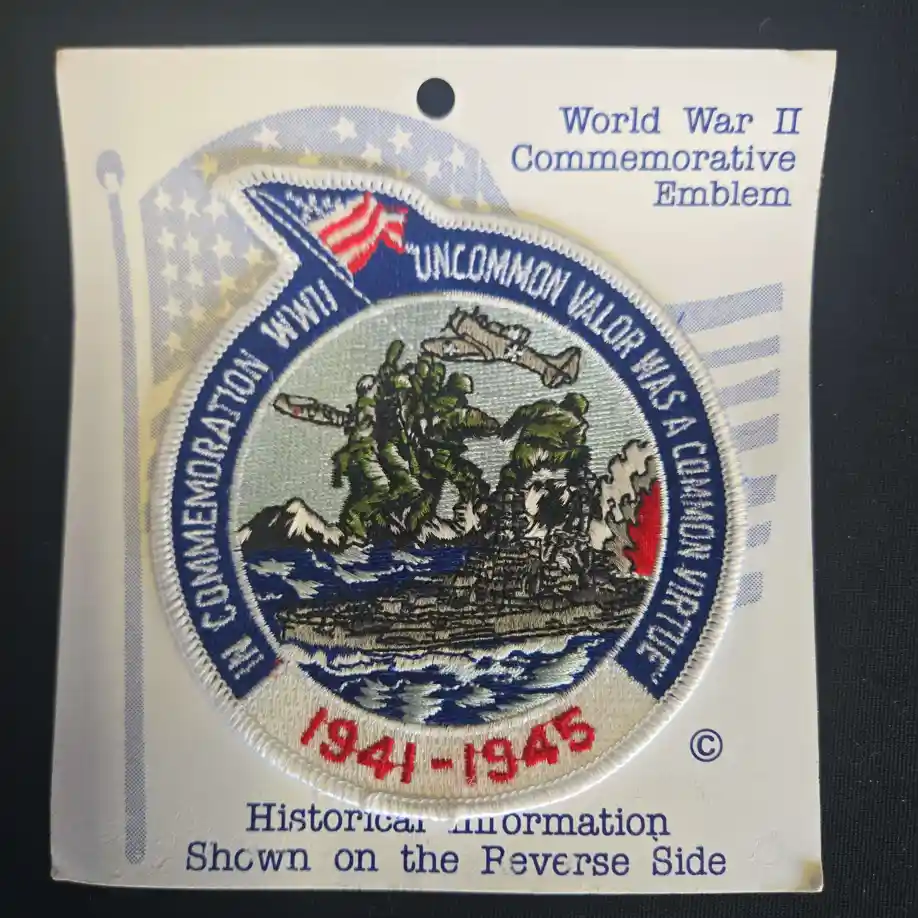 World War II
Commemorative
Emblem
IN COMMEMORATION WWII
"UNCOMMON VALOR WAS A COMMON VIRTUE"
1941-1945
©
Historical Information
Shown on the Reverse Side